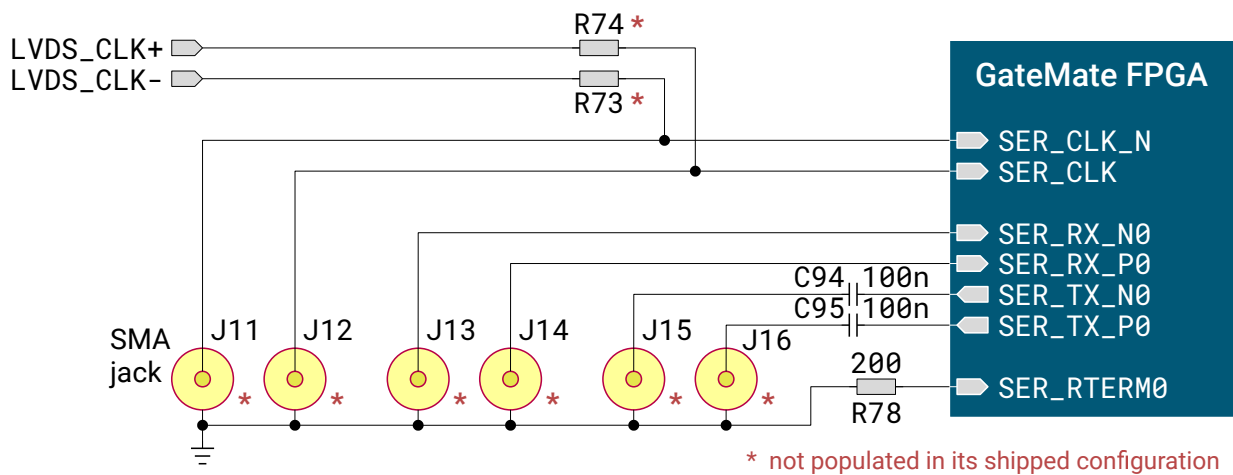 R74 *
LVDS_CLK+
LVDS_CLK-
R73 *
GateMate FPGA
SER_CLK_N
SER_CLK
SER_RX_N0
SER_RX_P0
C94 100n SER_TX_N0
C95 100n SER_TX_P0
SMA
jack
J11 J12 J13 J14 J15 J16
* * * * * *
200
R78
SER_RTERM0
* not populated in its shipped configuration